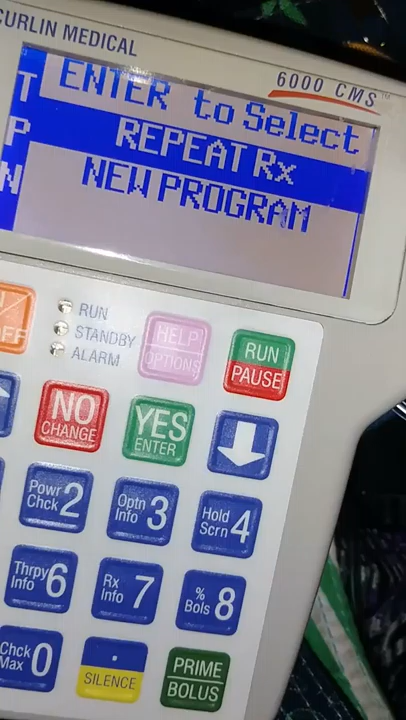 CURLIN MEDICAL
6000 CMS™
ENTER to Select
T
REPEAT Rx
P
NEW PROGRAM
N
RUN
STANDBY
ALARM
HELP
OPTIONS
RUN
PAUSE
NO
CHANGE
YES
ENTER
Powr
Chck 2
Optn
Info 3
Hold
Scrn 4
Thrpy
Info 6
Rx
Info 7
%
Bols 8
Chck
Max 0
.
SILENCE
PRIME
BOLUS